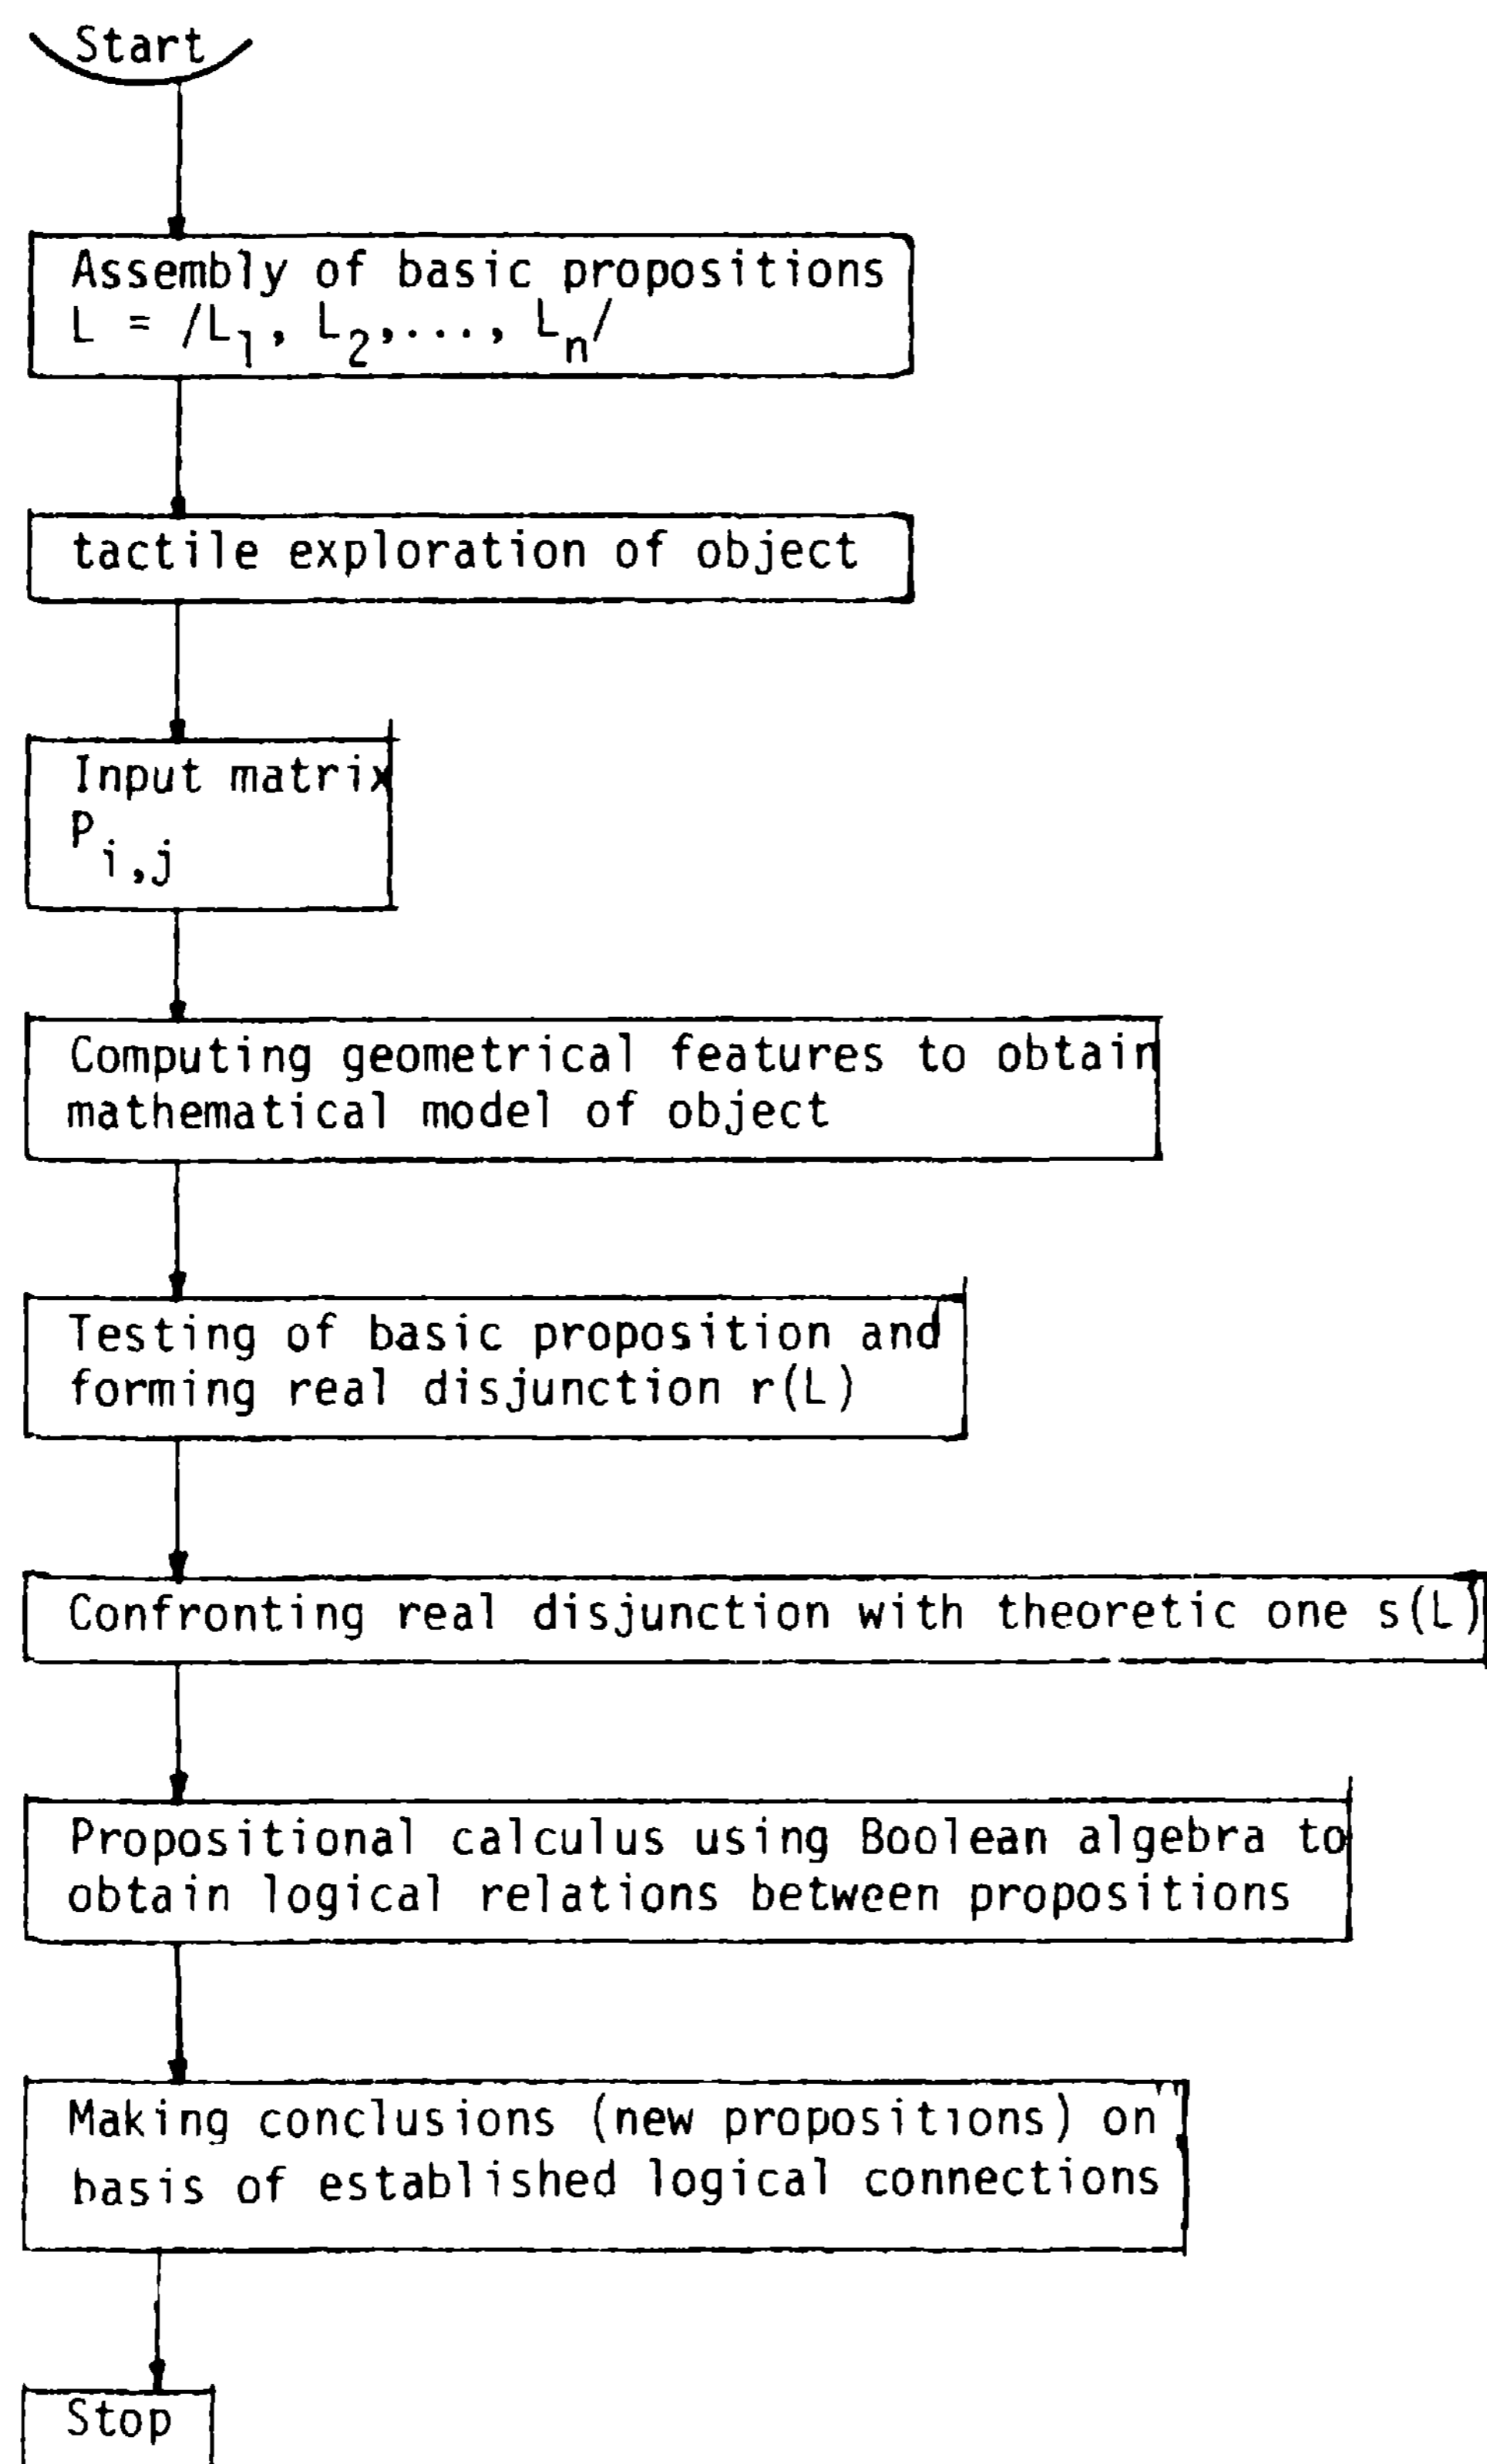 Start
Assembly of basic propositions
L = /L₁, L₂,..., Lₙ/
tactile exploration of object
Input matrix
P i,j
Computing geometrical features to obtain
mathematical model of object
Testing of basic proposition and
forming real disjunction r(L)
Confronting real disjunction with theoretic one s(L)
Propositional calculus using Boolean algebra to
obtain logical relations between propositions
Making conclusions (new propositions) on
basis of established logical connections
Stop